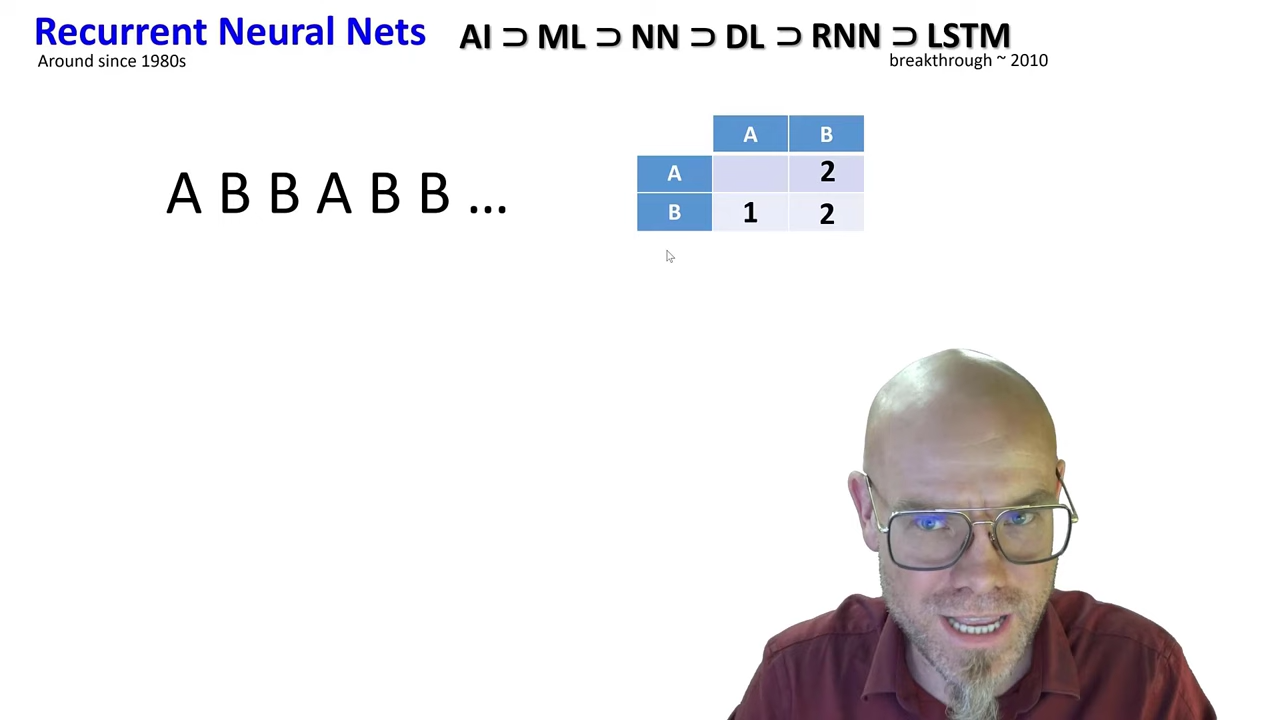 Recurrent Neural Nets AI ⊃ ML ⊃ NN ⊃ DL ⊃ RNN ⊃ LSTM
Around since 1980s breakthrough ~ 2010
A B
A B B A B B ...
A 2
B 1 2